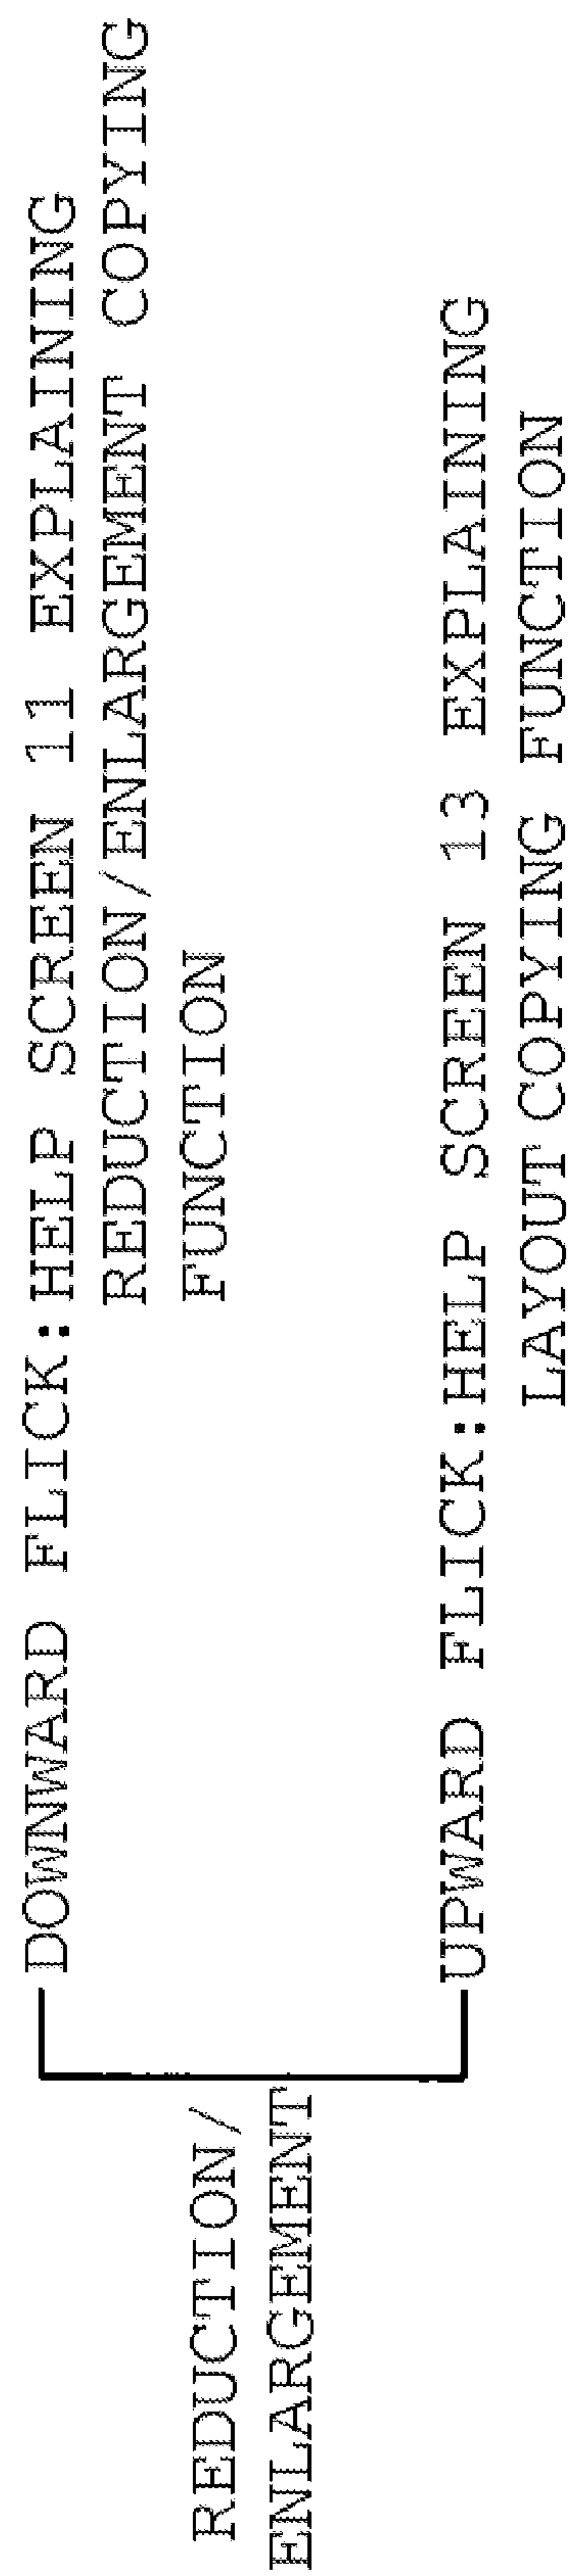 REDUCTION/
ENLARGEMENT
DOWNWARD FLICK:HELP SCREEN 11 EXPLAINING
REDUCTION/ENLARGEMENT COPYING
FUNCTION
UPWARD FLICK:HELP SCREEN 13 EXPLAINING
LAYOUT COPYING FUNCTION